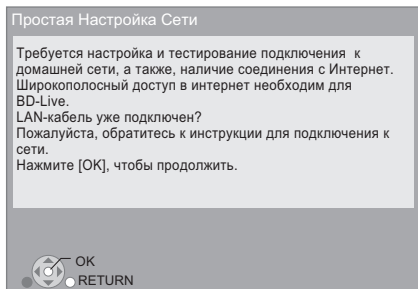 Простая Настройка Сети
Требуется настройка и тестирование подключения к
домашней сети, а также, наличие соединения с Интернет.
Широкополосный доступ в интернет необходим для
BD-Live.
LAN-кабель уже подключен?
Пожалуйста, обратитесь к инструкции для подключения к
сети.
Нажмите [OK], чтобы продолжить.
OK
RETURN